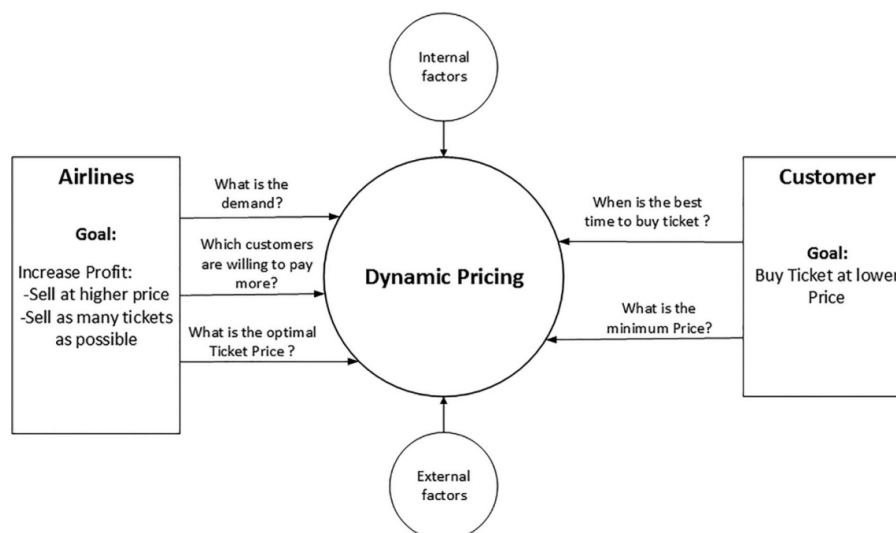 Internal
factors
Airlines
Goal:
Increase Profit:
-Sell at higher price
-Sell as many tickets
as possible
What is the
demand?
Which customers
are willing to pay
more?
What is the optimal
Ticket Price ?
Dynamic Pricing
When is the best
time to buy ticket ?
What is the
minimum Price?
Customer
Goal:
Buy Ticket at lower
Price
External
factors